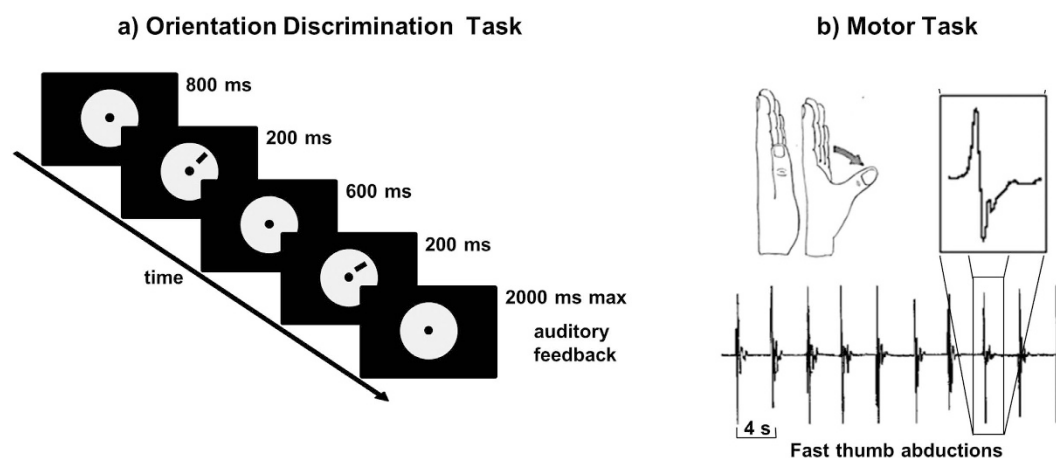 a) Orientation Discrimination Task
800 ms
200 ms
600 ms
200 ms
2000 ms max
time
auditory
feedback
b) Motor Task
4 s
Fast thumb abductions